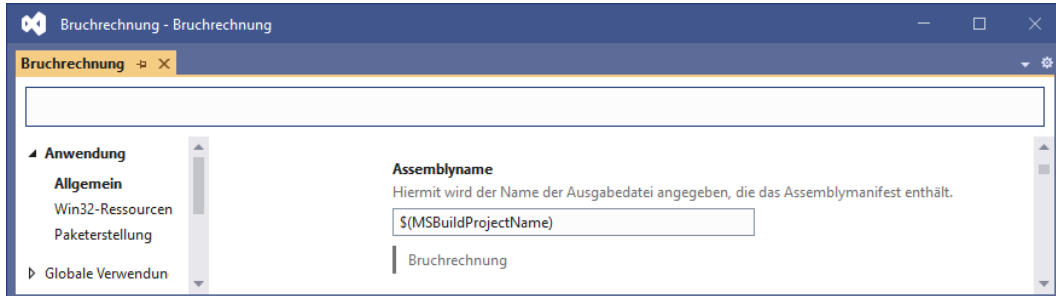 Bruchrechnung - Bruchrechnung
Bruchrechnung
Anwendung
Allgemein
Win32-Ressourcen
Paketerstellung
Globale Verwendun
Assemblyname
Hiermit wird der Name der Ausgabedatei angegeben, die das Assemblymanifest enthält.
$(MSBuildProjectName)
Bruchrechnung